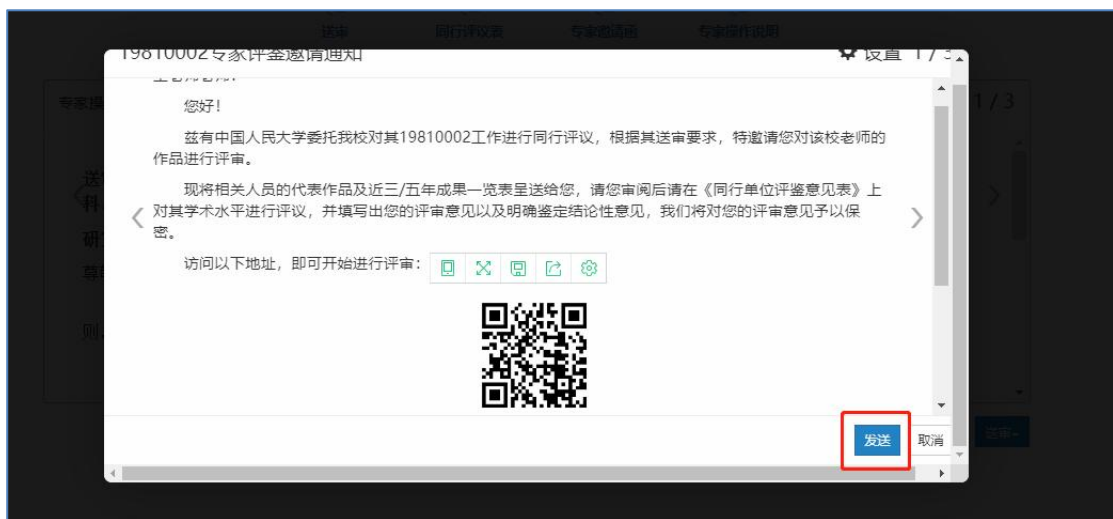 送审 同行评议表 专家邀请函 专家操作说明
19810002专家评鉴邀请通知 设置 1 / 3
您好！
兹有中国人民大学委托我校对其19810002工作进行同行评议，根据其送审要求，特邀请您对该校老师的
作品进行评审。
现将相关人员的代表作品及近三/五年成果一览表呈送给您，请您审阅后请在《同行单位评鉴意见表》上
对其学术水平进行评议，并填写出您的评审意见以及明确鉴定结论性意见，我们将对您的评审意见予以保
密。
访问以下地址，即可开始进行评审：
发送 取消
1 / 3
送审